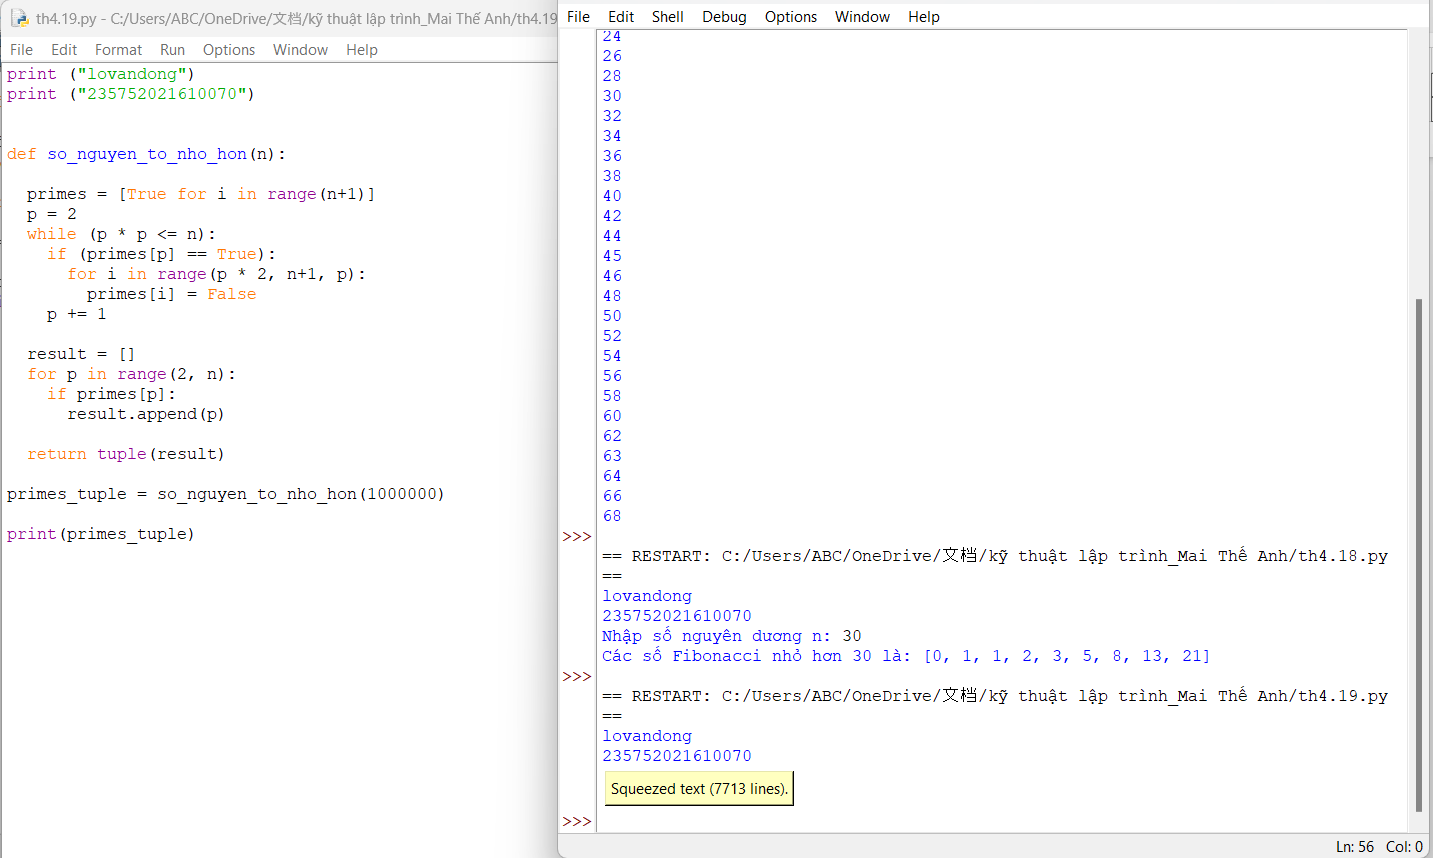 th4.19.py - C:/Users/ABC/OneDrive/文档/kỹ thuật lập trình_Mai Thế Anh/th4.19
File Edit Format Run Options Window Help
print ("lovandong")
print ("235752021610070")
def so_nguyen_to_nho_hon(n):
primes = [True for i in range(n+1)]
p = 2
while (p * p <= n):
if (primes[p] == True):
for i in range(p * 2, n+1, p):
primes[i] = False
p += 1
result = []
for p in range(2, n):
if primes[p]:
result.append(p)
return tuple(result)
primes_tuple = so_nguyen_to_nho_hon(1000000)
print(primes_tuple)
File Edit Shell Debug Options Window Help
24
26
28
30
32
34
36
38
40
42
44
45
46
48
50
52
54
56
58
60
62
63
64
66
68
>>>
== RESTART: C:/Users/ABC/OneDrive/文档/kỹ thuật lập trình_Mai Thế Anh/th4.18.py
==
lovandong
235752021610070
Nhập số nguyên dương n: 30
Các số Fibonacci nhỏ hơn 30 là: [0, 1, 1, 2, 3, 5, 8, 13, 21]
>>>
== RESTART: C:/Users/ABC/OneDrive/文档/kỹ thuật lập trình_Mai Thế Anh/th4.19.py
==
lovandong
235752021610070
Squeezed text (7713 lines).
>>>
Ln: 56 Col: 0